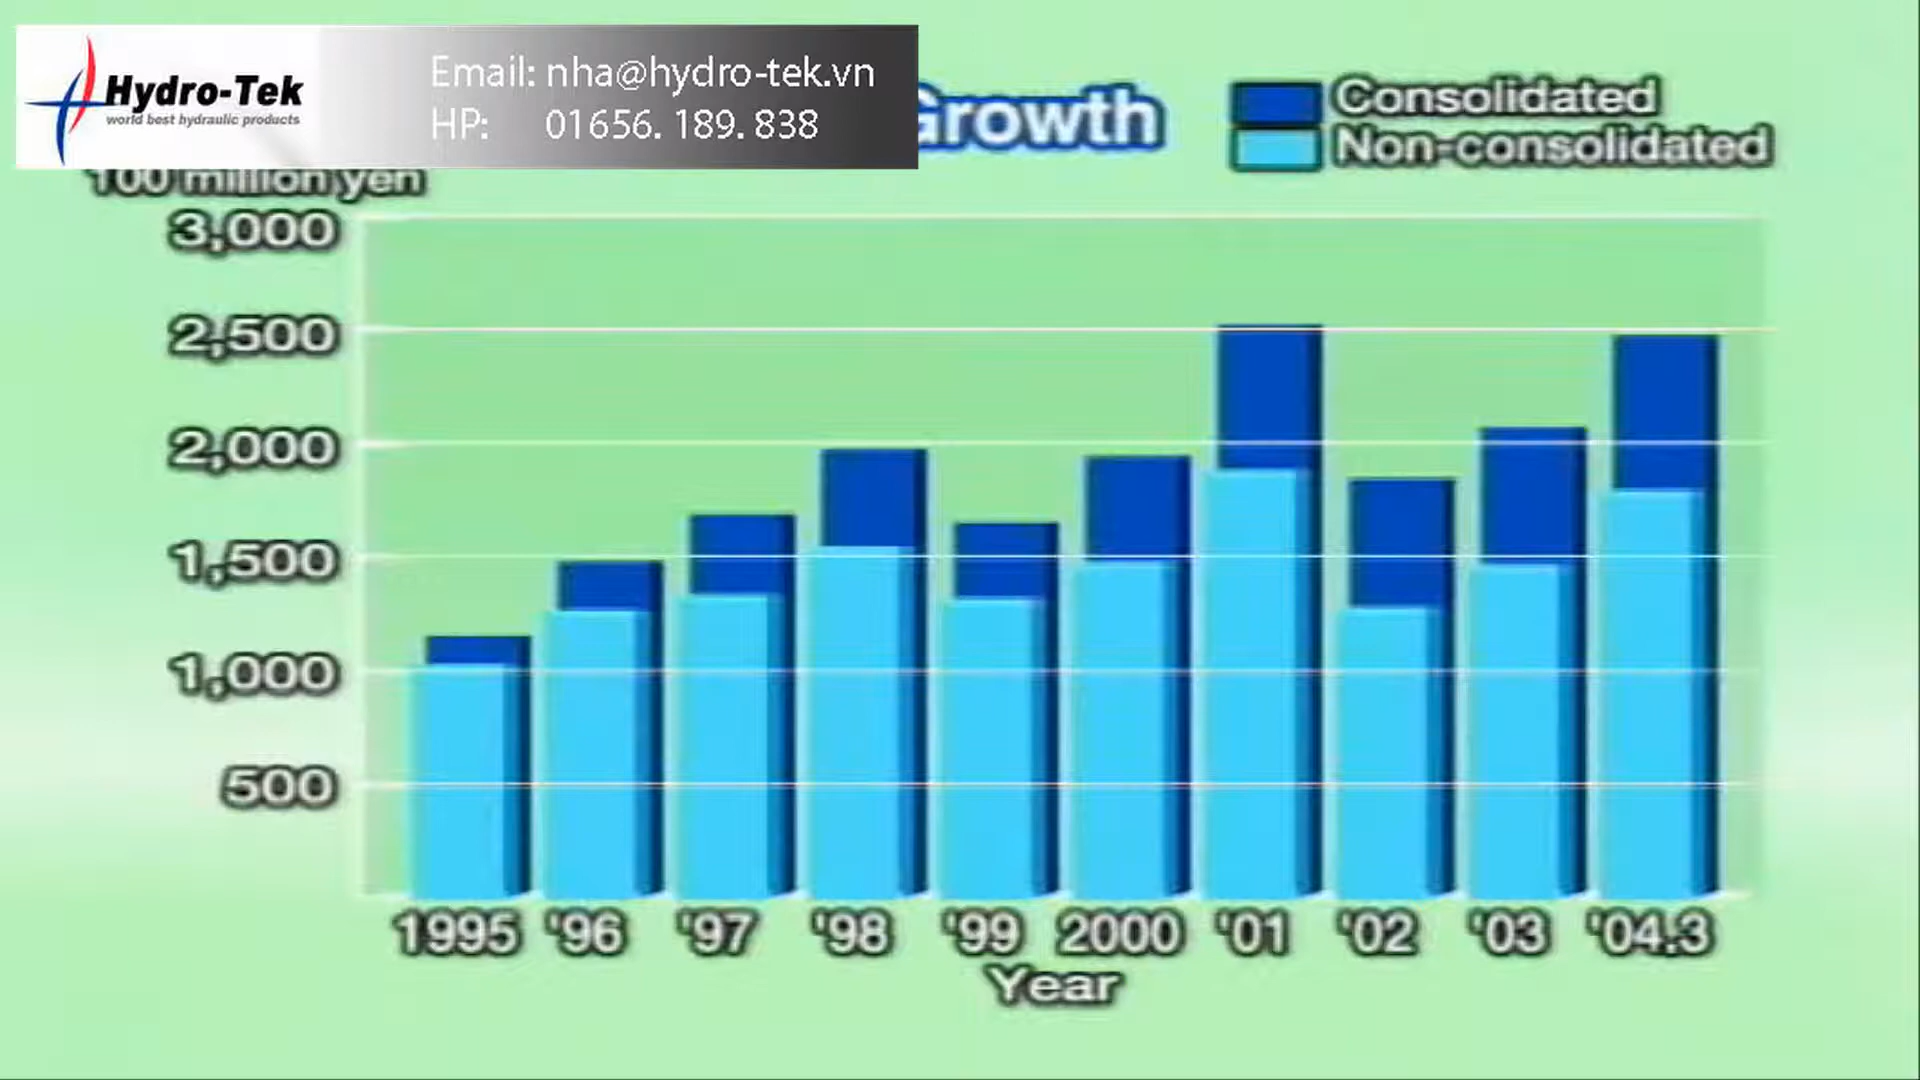 Hydro-Tek
world best hydraulic products
Email: nha@hydro-tek.vn
HP: 01656. 189. 838
Growth
Consolidated
Non-consolidated
100 million yen
3,000
2,500
2,000
1,500
1,000
500
1995 '96 '97 '98 '99 2000 '01 '02 '03 '04.3
Year